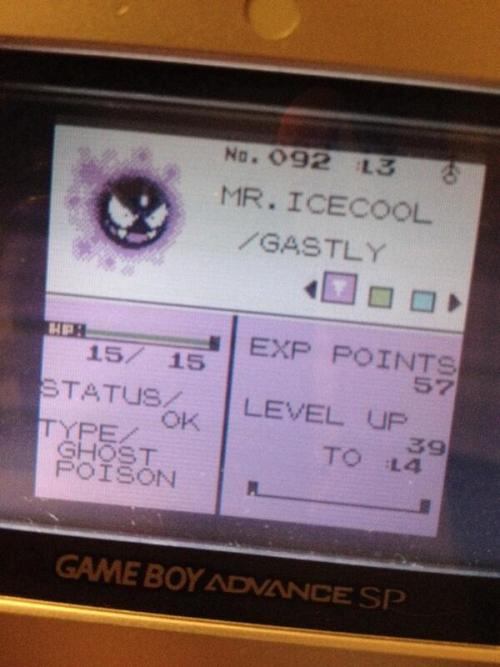 No. 092 :L3 ♂
MR.ICECOOL
/GASTLY
HP:
15/ 15
STATUS/
OK
TYPE/
GHOST
POISON
EXP POINTS
57
LEVEL UP
39
TO :L4
GAME BOY ADVANCE SP